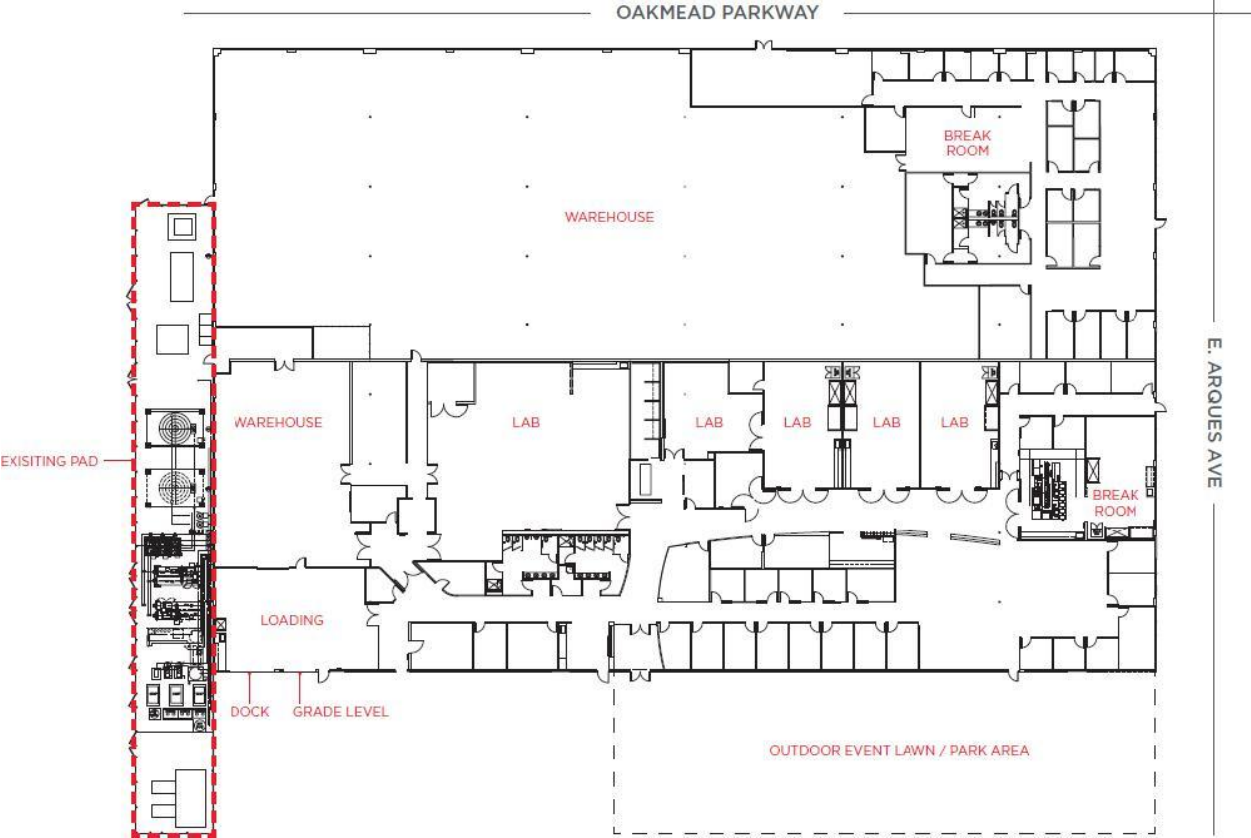 OAKMEAD PARKWAY
BREAK
ROOM
WAREHOUSE
E. ARQUES AVE
WAREHOUSE
LAB
LAB
LAB
LAB
LAB
EXISITING PAD
BREAK
ROOM
LOADING
DOCK
GRADE LEVEL
OUTDOOR EVENT LAWN / PARK AREA